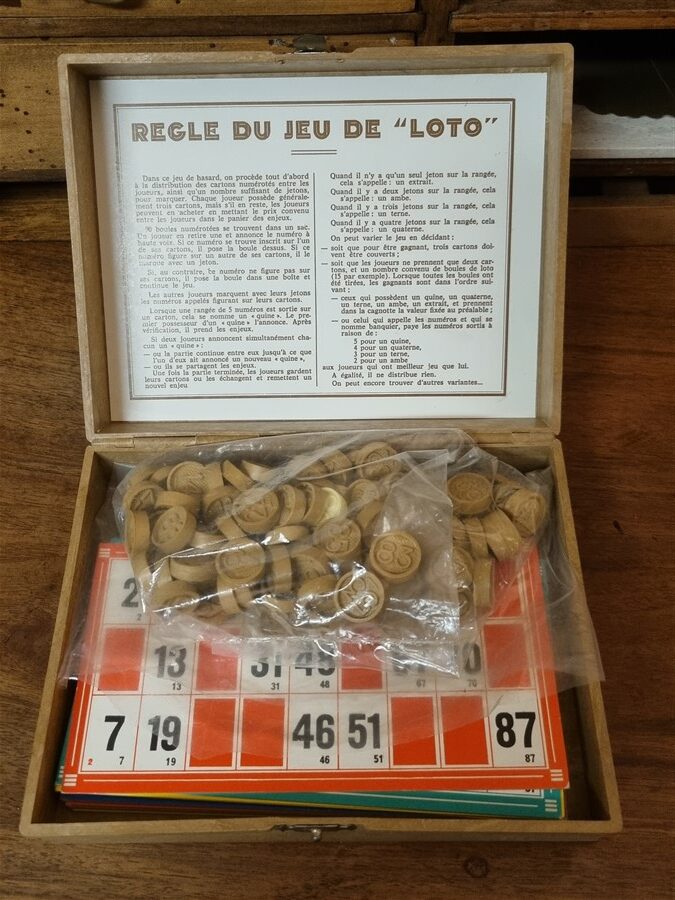 REGLE DU JEU DE “LOTO”
Dans ce jeu de hasard, on procède tout d'abord
à la distribution des cartons numérotés entre les
joueurs, ainsi qu'un nombre suffisant de jetons,
pour marquer. Chaque joueur possède générale-
ment trois cartons, mais s'il en reste, les joueurs
peuvent en acheter en mettant le prix convenu
entre les joueurs dans le panier des enjeux.
90 boules numérotées se trouvent dans un sac.
Un joueur en retire une et annonce le numéro à
haute voix. Si ce numéro se trouve inscrit sur l'un
de ses cartons, il pose la boule dessus. Si ce
numéro figure sur un autre de ses cartons, il le
marque avec un jeton.
Si, au contraire, ce numéro ne figure pas sur
ses cartons, il pose la boule dans une boîte et
continue le jeu.
Les autres joueurs marquent avec leurs jetons
les numéros appelés figurant sur leurs cartons.
Lorsque une rangée de 5 numéros est sortie sur
un carton, cela se nomme un « quine ». Le pre-
mier possesseur d'un « quine » l'annonce. Après
vérification, il prend les enjeux.
Si deux joueurs annoncent simultanément cha-
cun un « quine » :
— ou la partie continue entre eux jusqu'à ce que
l'un d'eux ait annoncé un nouveau « quine »,
— ou ils se partagent les enjeux.
Une fois la partie terminée, les joueurs gardent
leurs cartons ou les échangent et remettent un
nouvel enjeu
Quand il n'y a qu'un seul jeton sur la rangée,
cela s'appelle : un extrait.
Quand il y a deux jetons sur la rangée, cela
s'appelle : un ambe.
Quand il y a trois jetons sur la rangée, cela
s'appelle : un terne.
Quand il y a quatre jetons sur la rangée, cela
s'appelle : un quaterne.
On peut varier le jeu en décidant :
— soit que pour être gagnant, trois cartons doi-
vent être couverts ;
— soit que les joueurs ne prennent que deux car-
tons, et un nombre convenu de boules de loto
(15 par exemple). Lorsque toutes les boules ont
été tirées, les gagnants sont dans l'ordre sui-
vant :
— ceux qui possèdent un quine, un quaterne,
un terne, un ambe, un extrait, et prennent
dans la cagnotte la valeur fixée au préalable ;
— ou celui qui appelle les numéros et qui se
nomme banquier, paye les numéros sortis à
raison de :
5 pour un quine,
4 pour un quaterne,
3 pour un terne,
2 pour un ambe
aux joueurs qui ont meilleur jeu que lui.
A égalité, il ne distribue rien.
On peut encore trouver d'autres variantes...
83
2
13 31 48 70
13 31 48 67 70
7 19 46 51 87
2 7 19 46 51 87